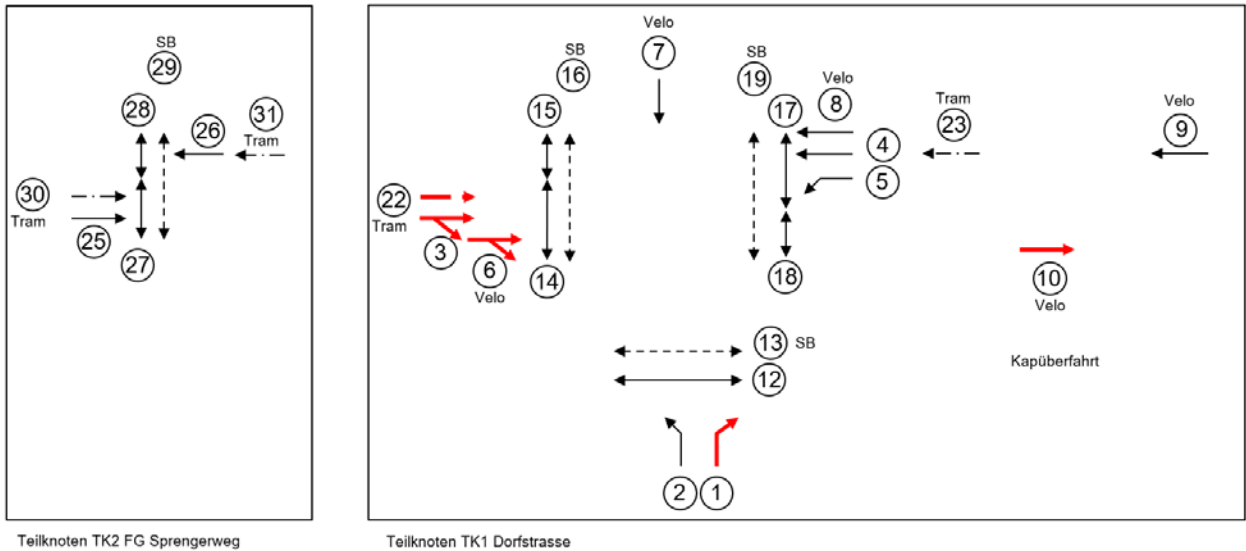 SB
29
28
26
31
Tram
30
Tram
25
27
Teilknoten TK2 FG Sprengerweg
Velo
7
SB
16
15
SB
19
Velo
8
17
Tram
23
Velo
9
4
5
22
Tram
3
6
Velo
14
18
10
Velo
13 SB
12
Kapüberfahrt
2 1
Teilknoten TK1 Dorfstrasse